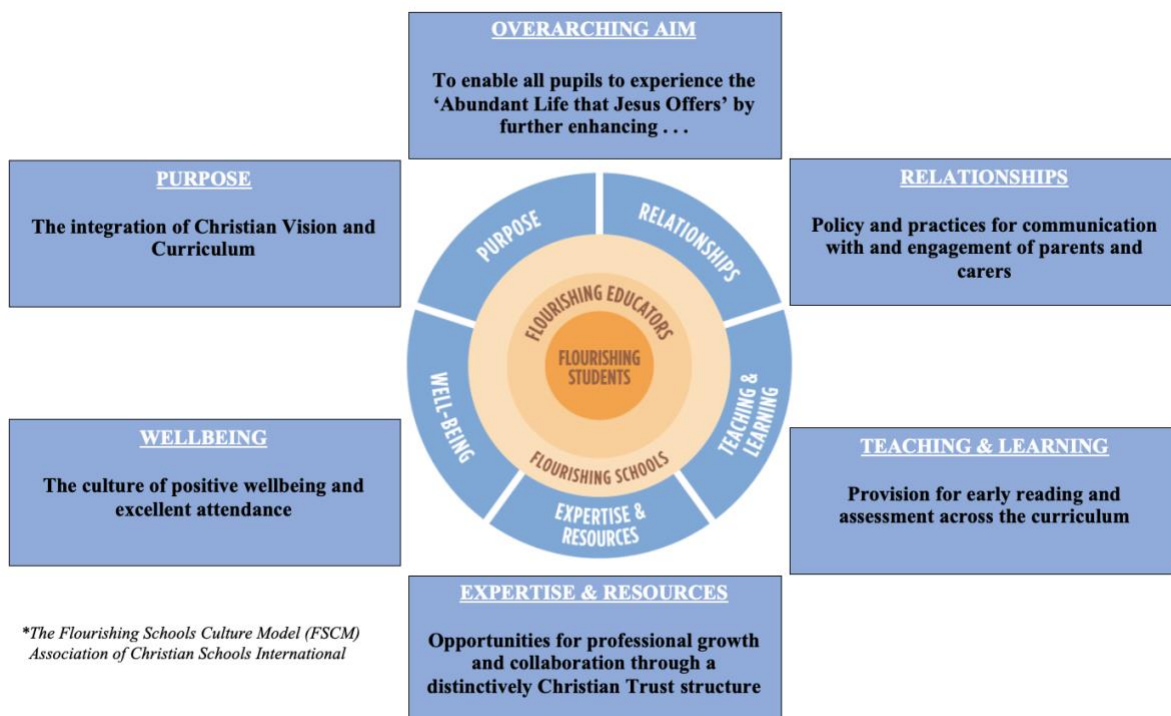 OVERARCHING AIM
To enable all pupils to experience the
‘Abundant Life that Jesus Offers’ by
further enhancing . . .
PURPOSE
The integration of Christian Vision and
Curriculum
RELATIONSHIPS
Policy and practices for communication
with and engagement of parents and
carers
PURPOSE
RELATIONSHIPS
FLOURISHING EDUCATORS
FLOURISHING
STUDENTS
WELL-BEING
TEACHING &
LEARNING
FLOURISHING SCHOOLS
EXPERTISE &
RESOURCES
WELLBEING
The culture of positive wellbeing and
excellent attendance
TEACHING & LEARNING
Provision for early reading and
assessment across the curriculum
EXPERTISE & RESOURCES
Opportunities for professional growth
and collaboration through a
distinctively Christian Trust structure
*The Flourishing Schools Culture Model (FSCM)
Association of Christian Schools International